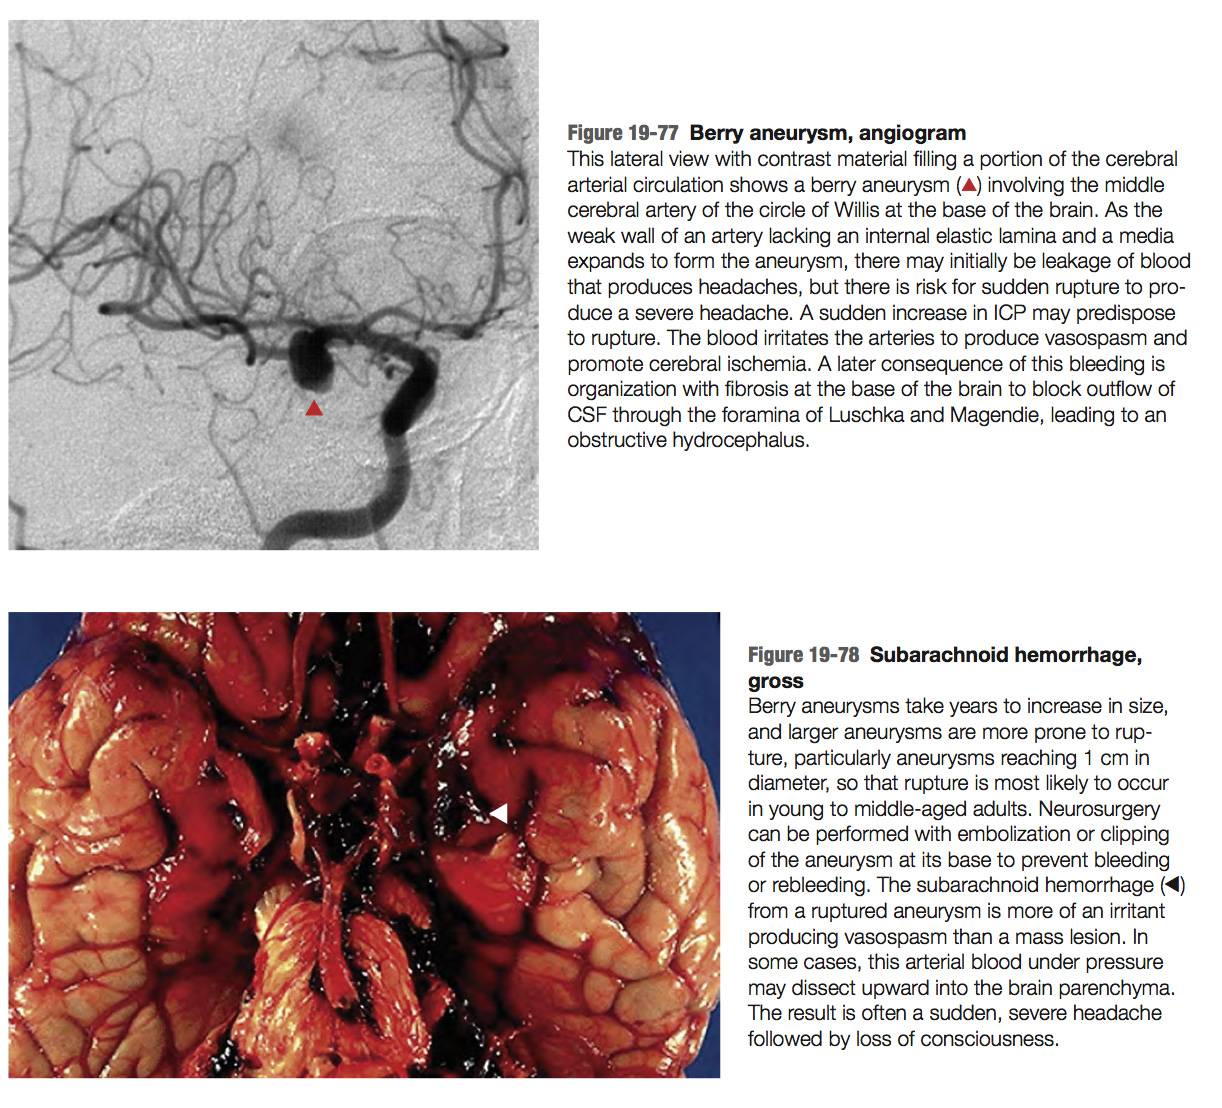 Figure 19-77 Berry aneurysm, angiogram
This lateral view with contrast material filling a portion of the cerebral
arterial circulation shows a berry aneurysm (▲) involving the middle
cerebral artery of the circle of Willis at the base of the brain. As the
weak wall of an artery lacking an internal elastic lamina and a media
expands to form the aneurysm, there may initially be leakage of blood
that produces headaches, but there is risk for sudden rupture to pro-
duce a severe headache. A sudden increase in ICP may predispose
to rupture. The blood irritates the arteries to produce vasospasm and
promote cerebral ischemia. A later consequence of this bleeding is
organization with fibrosis at the base of the brain to block outflow of
CSF through the foramina of Luschka and Magendie, leading to an
obstructive hydrocephalus.
Figure 19-78 Subarachnoid hemorrhage,
gross
Berry aneurysms take years to increase in size,
and larger aneurysms are more prone to rup-
ture, particularly aneurysms reaching 1 cm in
diameter, so that rupture is most likely to occur
in young to middle-aged adults. Neurosurgery
can be performed with embolization or clipping
of the aneurysm at its base to prevent bleeding
or rebleeding. The subarachnoid hemorrhage (◀)
from a ruptured aneurysm is more of an irritant
producing vasospasm than a mass lesion. In
some cases, this arterial blood under pressure
may dissect upward into the brain parenchyma.
The result is often a sudden, severe headache
followed by loss of consciousness.